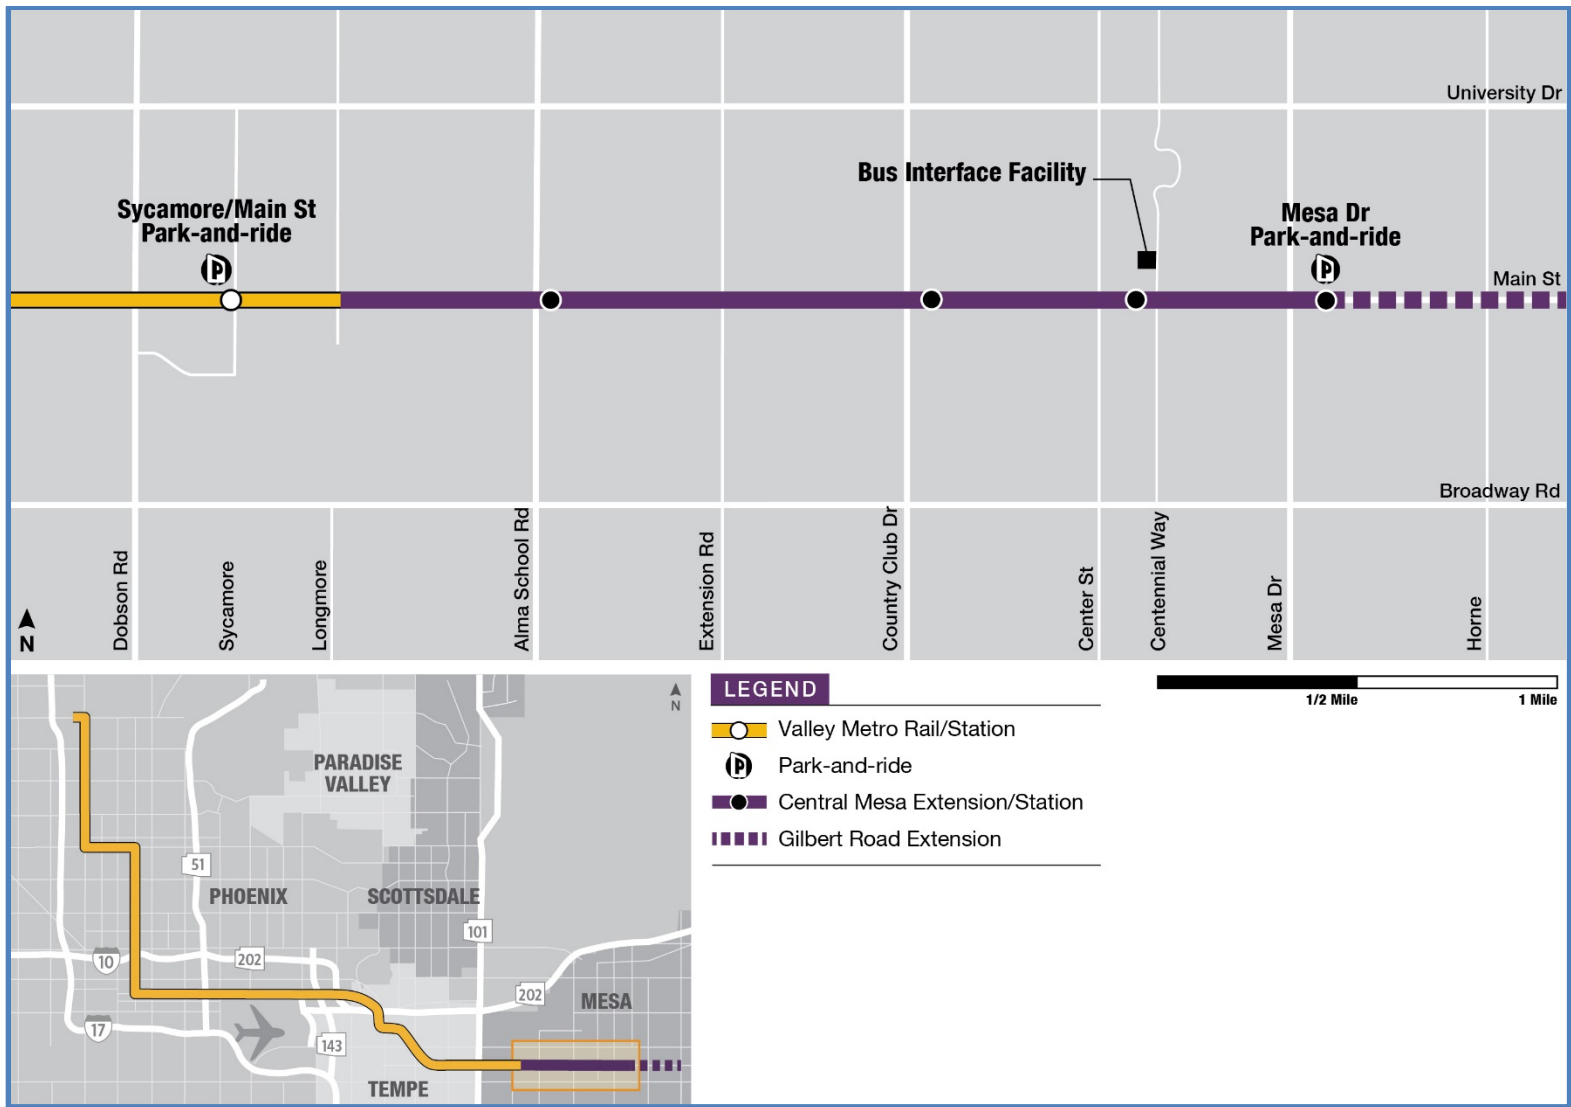 University Dr
Bus Interface Facility
Sycamore/Main St
Park-and-ride
P
Mesa Dr
Park-and-ride
P
Main St
Broadway Rd
N
Dobson Rd
Sycamore
Longmore
Alma School Rd
Extension Rd
Country Club Dr
Center St
Centennial Way
Mesa Dr
Horne
N
PARADISE
VALLEY
51
PHOENIX
SCOTTSDALE
101
10
202
202
MESA
17
143
TEMPE
LEGEND
Valley Metro Rail/Station
P
Park-and-ride
Central Mesa Extension/Station
Gilbert Road Extension
1/2 Mile
1 Mile